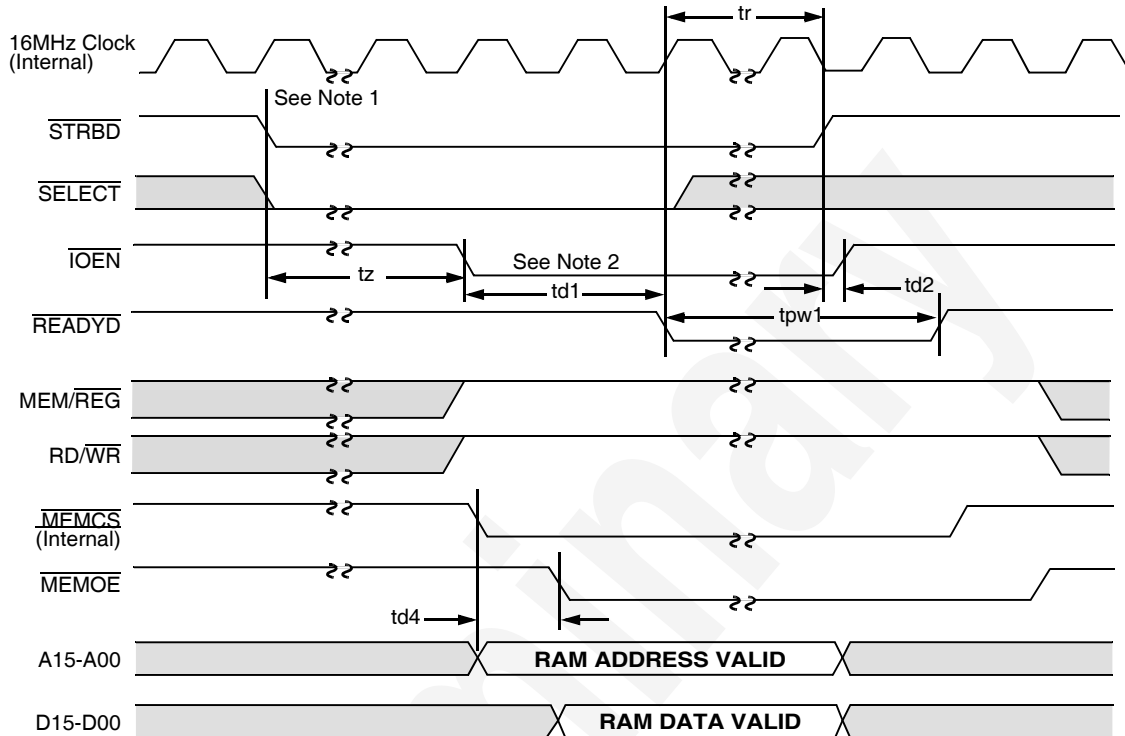 tr
16MHz Clock
(Internal)
See Note 1
STRBD
SELECT
IOEN
See Note 2
tz
td1
td2
READYD
tpw1
MEM/REG
RD/WR
MEMCS
(Internal)
MEMOE
td4
A15-A00
RAM ADDRESS VALID
D15-D00
RAM DATA VALID